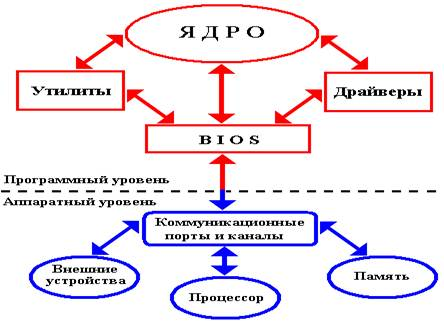 ЯДРО
Утилиты
Драйверы
BIOS
Программный уровень
Аппаратный уровень
Коммуникационные
порты и каналы
Внешние
устройства
Процессор
Память